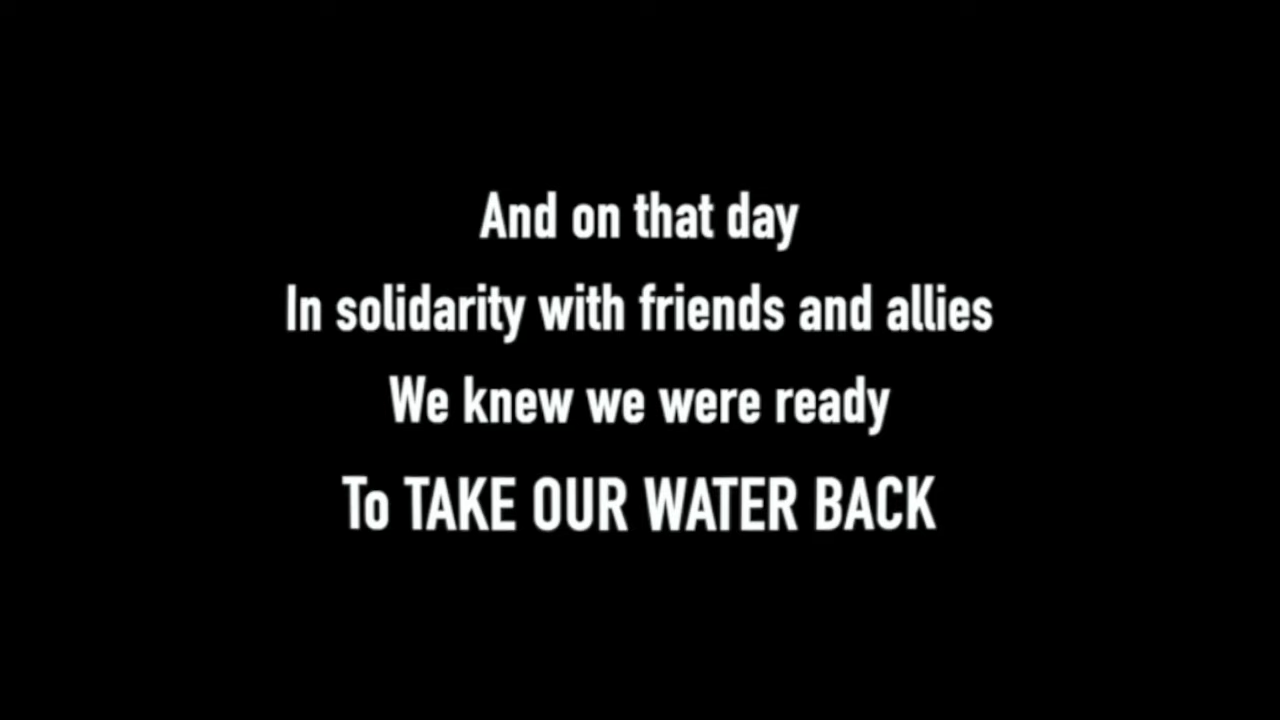 And on that day
In solidarity with friends and allies
We knew we were ready
To TAKE OUR WATER BACK